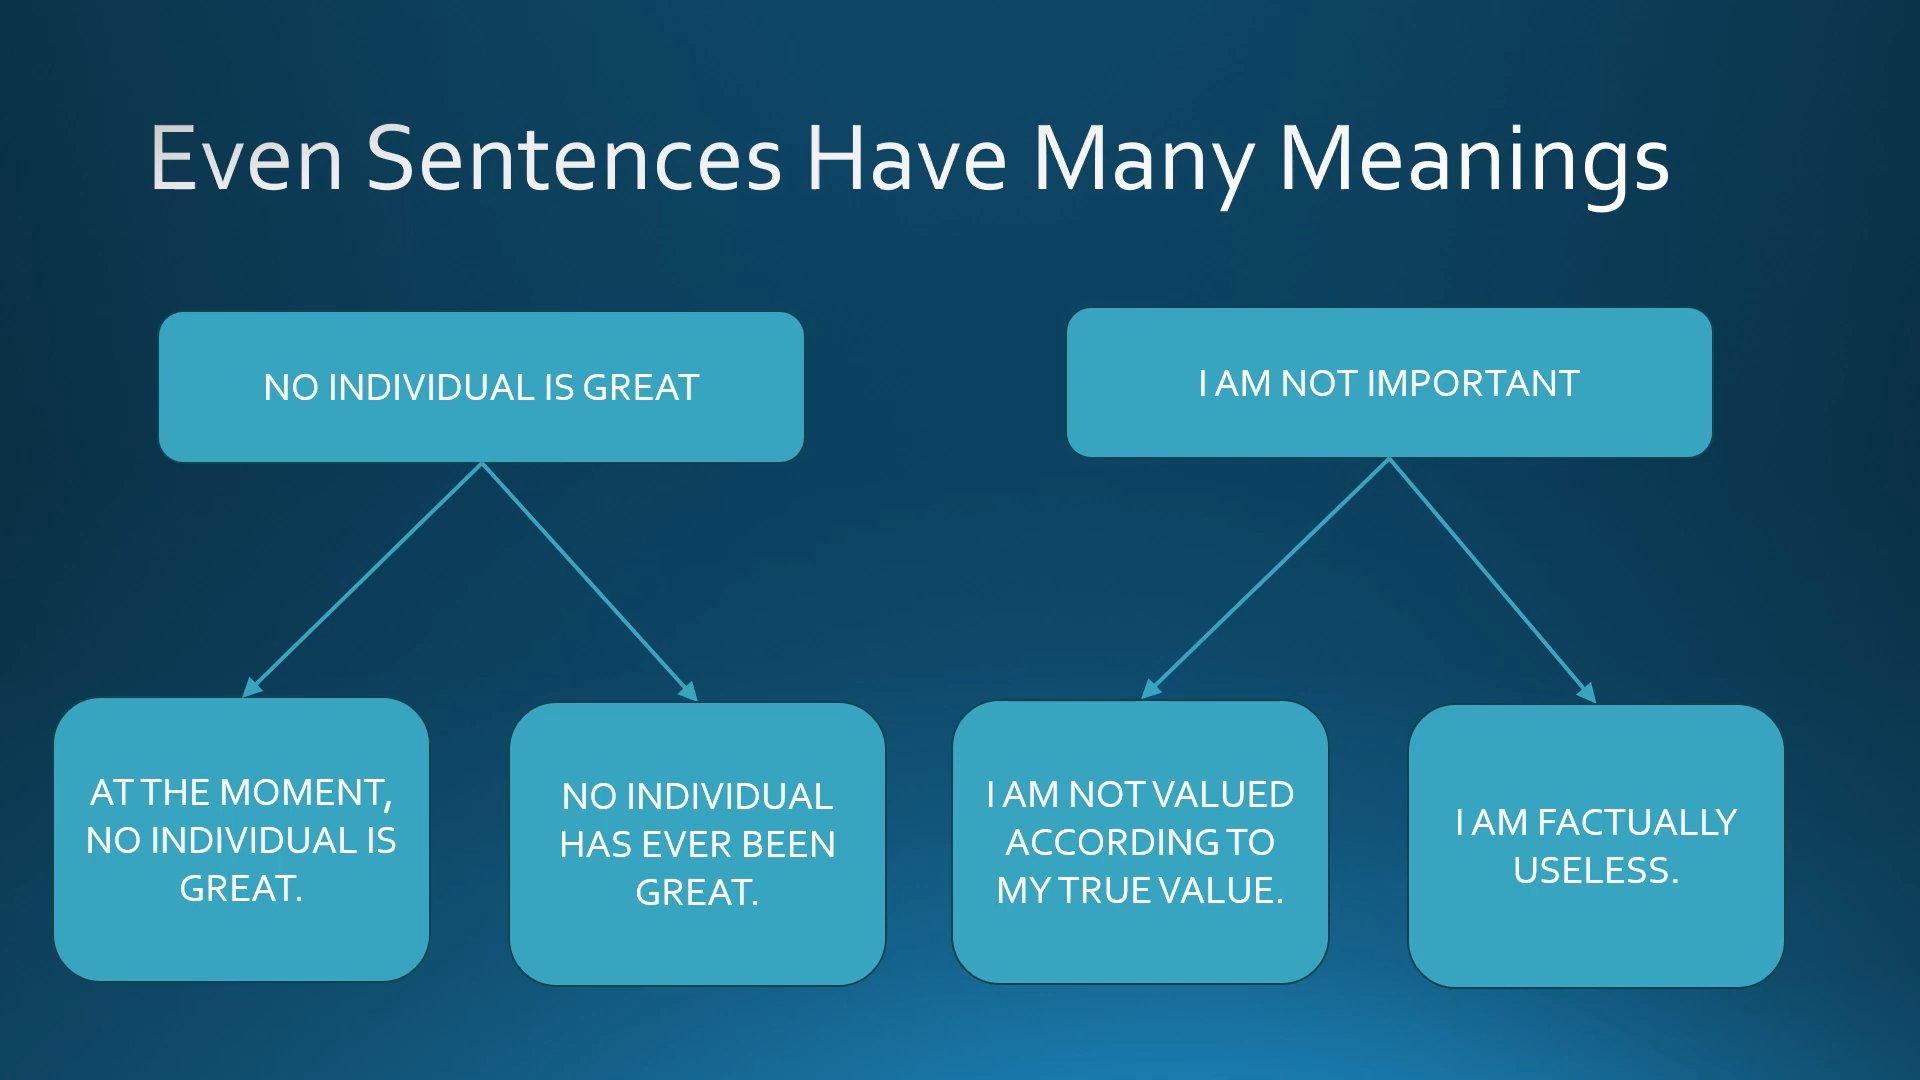 Even Sentences Have Many Meanings
NO INDIVIDUAL IS GREAT
I AM NOT IMPORTANT
AT THE MOMENT,
NO INDIVIDUAL IS
GREAT.
NO INDIVIDUAL
HAS EVER BEEN
GREAT.
I AM NOT VALUED
ACCORDING TO
MY TRUE VALUE.
I AM FACTUALLY
USELESS.